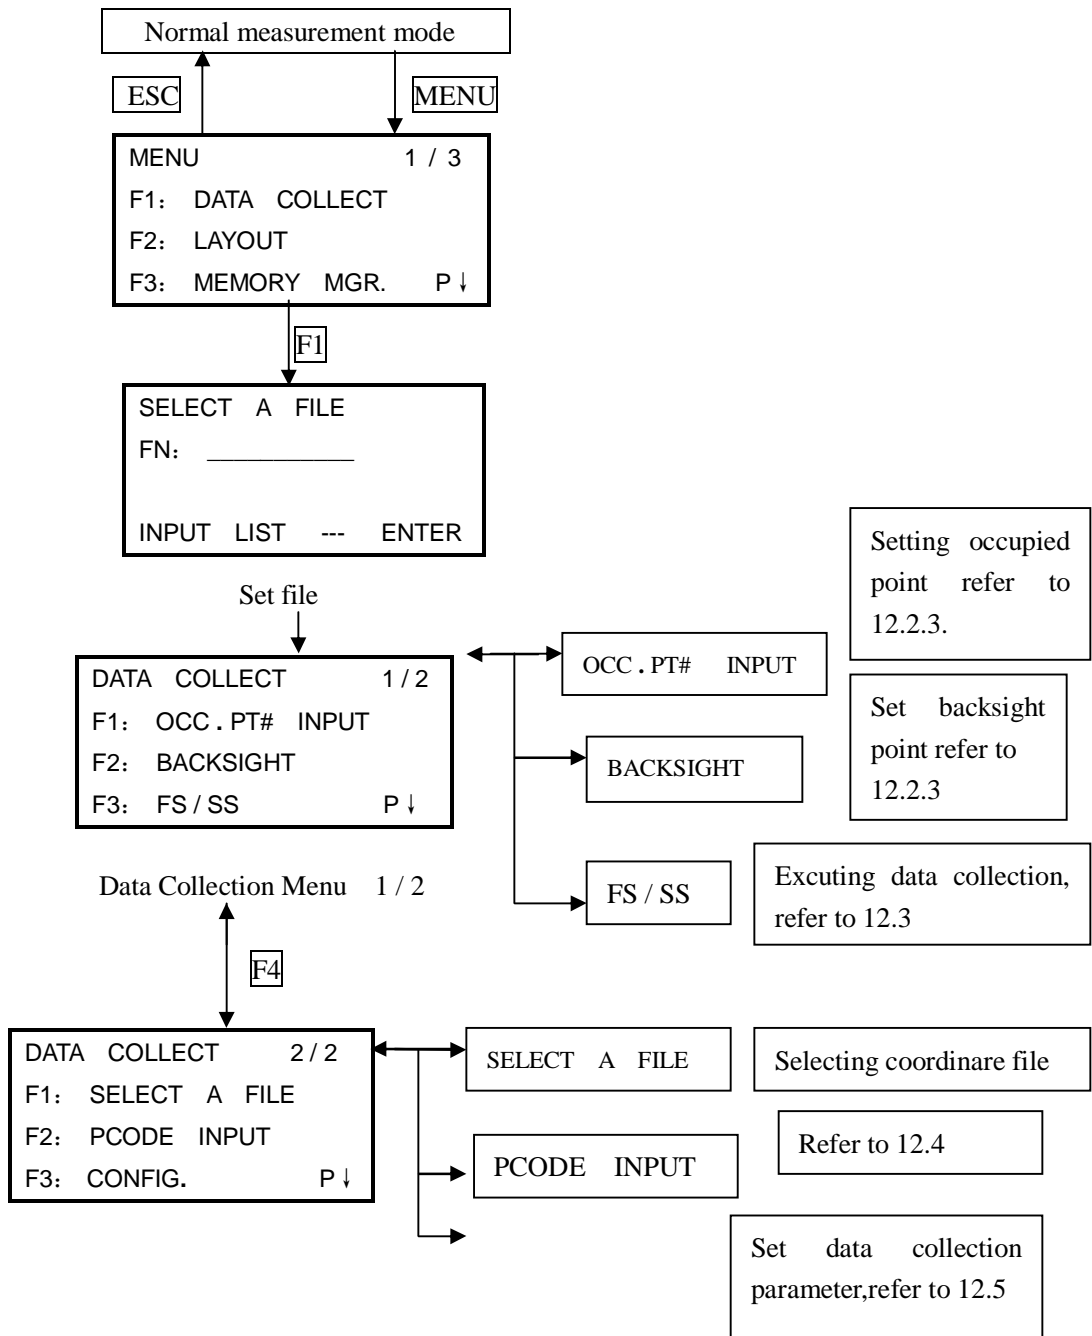 Normal measurement mode
ESC
MENU
MENU 1 / 3
F1: DATA COLLECT
F2: LAYOUT
F3: MEMORY MGR. P↓
F1
SELECT A FILE
FN: ___________
INPUT LIST --- ENTER
Set file
DATA COLLECT 1 / 2
F1: OCC . PT# INPUT
F2: BACKSIGHT
F3: FS / SS P↓
OCC . PT# INPUT
Setting occupied
point refer to
12.2.3.
BACKSIGHT
Set backsight
point refer to
12.2.3
FS / SS
Excuting data collection,
refer to 12.3
Data Collection Menu 1 / 2
F4
DATA COLLECT 2 / 2
F1: SELECT A FILE
F2: PCODE INPUT
F3: CONFIG. P↓
SELECT A FILE
Selecting coordinare file
PCODE INPUT
Refer to 12.4
Set data collection
parameter,refer to 12.5